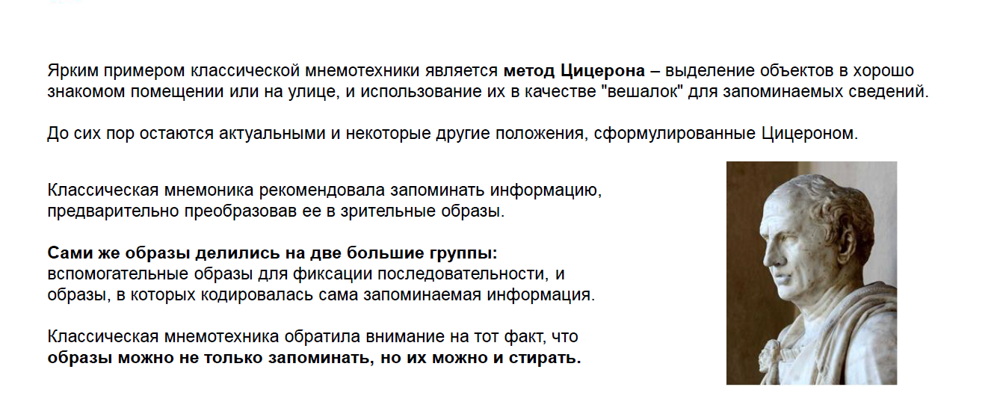 Ярким примером классической мнемотехники является метод Цицерона – выделение объектов в хорошо
знакомом помещении или на улице, и использование их в качестве "вешалок" для запоминаемых сведений.
До сих пор остаются актуальными и некоторые другие положения, сформулированные Цицероном.
Классическая мнемоника рекомендовала запоминать информацию,
предварительно преобразовав ее в зрительные образы.
Сами же образы делились на две большие группы:
вспомогательные образы для фиксации последовательности, и
образы, в которых кодировалась сама запоминаемая информация.
Классическая мнемотехника обратила внимание на тот факт, что
образы можно не только запоминать, но их можно и стирать.